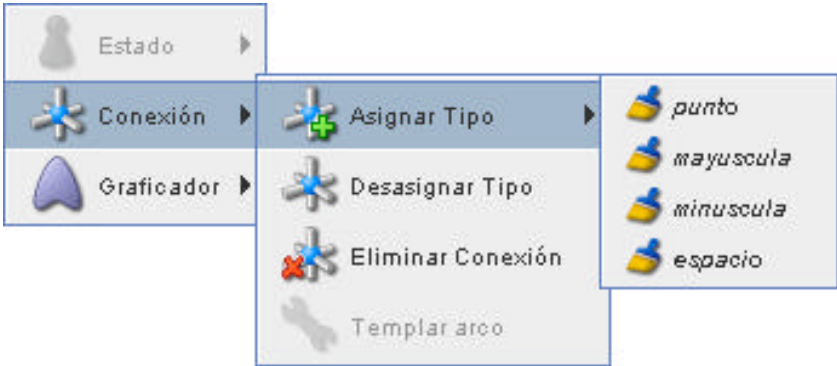 Estado
Conexión
Graficador
Asignar Tipo
Desasignar Tipo
Eliminar Conexión
Templar arco
punto
mayuscula
minuscula
espacio